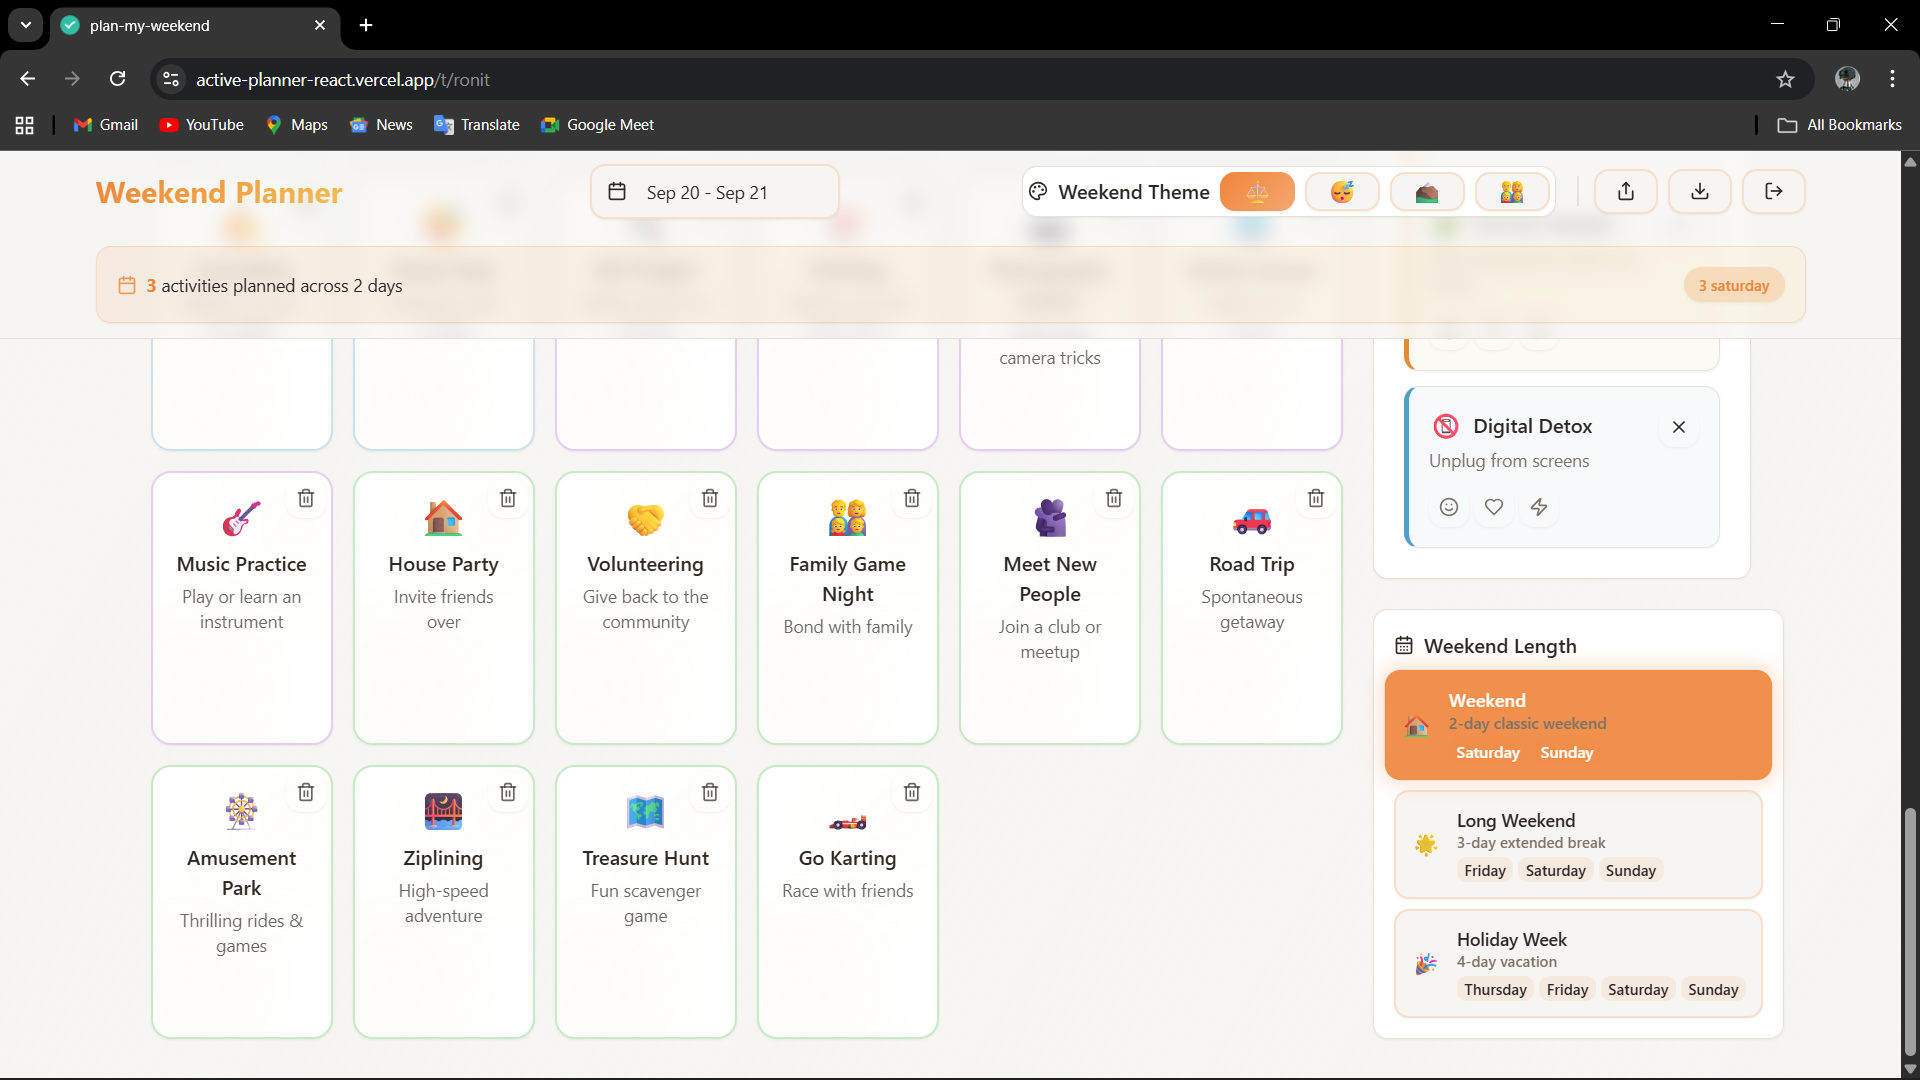 plan-my-weekend
active-planner-react.vercel.app/t/ronit
Gmail
YouTube
Maps
News
Translate
Google Meet
All Bookmarks
Weekend Planner
Sep 20 - Sep 21
Weekend Theme
3 activities planned across 2 days
3 saturday
camera tricks
Music Practice
Play or learn an
instrument
House Party
Invite friends
over
Volunteering
Give back to the
community
Family Game
Night
Bond with family
Meet New
People
Join a club or
meetup
Road Trip
Spontaneous
getaway
Amusement
Park
Thrilling rides &
games
Ziplining
High-speed
adventure
Treasure Hunt
Fun scavenger
game
Go Karting
Race with friends
Digital Detox
Unplug from screens
Weekend Length
Weekend
2-day classic weekend
Saturday Sunday
Long Weekend
3-day extended break
Friday Saturday Sunday
Holiday Week
4-day vacation
Thursday Friday Saturday Sunday